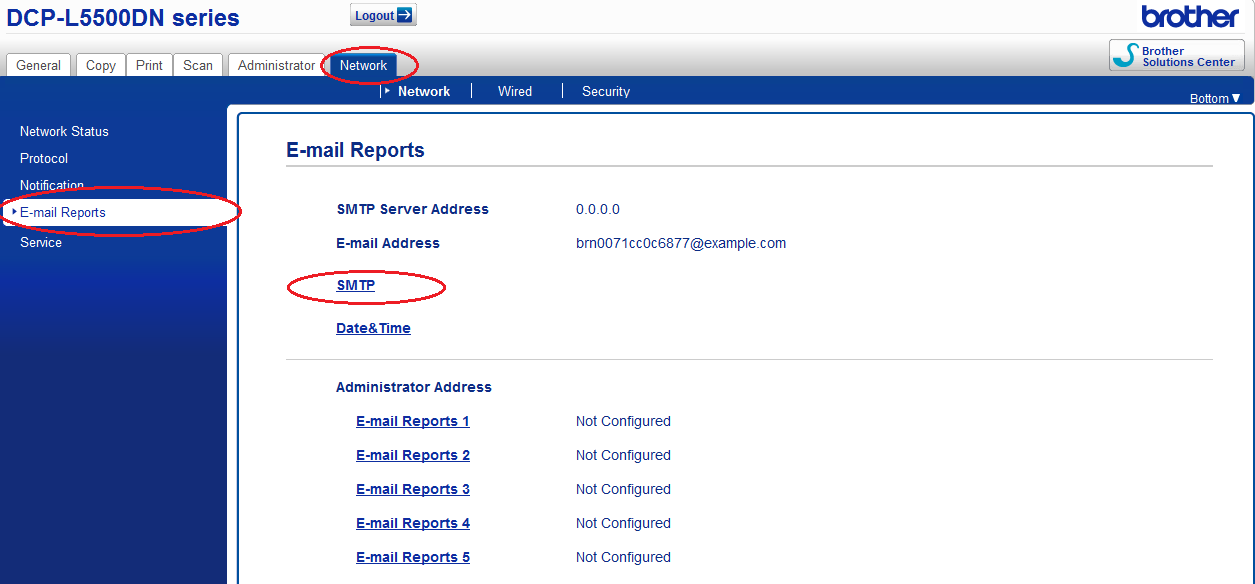 DCP-L5500DN series
Logout
brother
General Copy Print Scan Administrator Network
Brother
Solutions Center
Network Wired Security
Bottom▼
Network Status
Protocol
Notification
E-mail Reports
Service
E-mail Reports
SMTP Server Address 0.0.0.0
E-mail Address brn0071cc0c6877@example.com
SMTP
Date&Time
Administrator Address
E-mail Reports 1 Not Configured
E-mail Reports 2 Not Configured
E-mail Reports 3 Not Configured
E-mail Reports 4 Not Configured
E-mail Reports 5 Not Configured